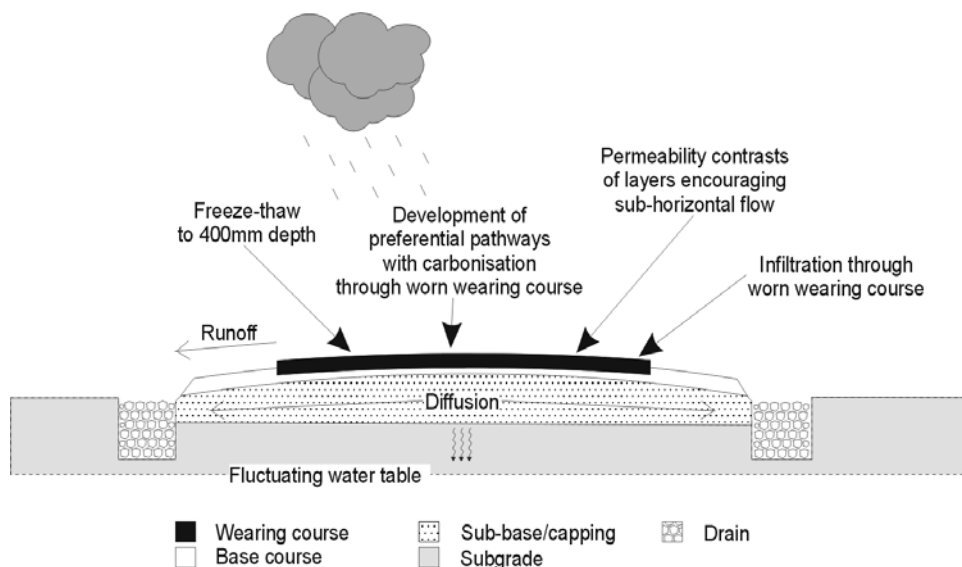 Permeability contrasts
of layers encouraging
sub-horizontal flow
Freeze-thaw
to 400mm depth
Development of
preferential pathways
with carbonisation
through worn wearing course
Infiltration through
worn wearing course
Runoff
Diffusion
Fluctuating water table
Wearing course
Base course
Sub-base/capping
Subgrade
Drain